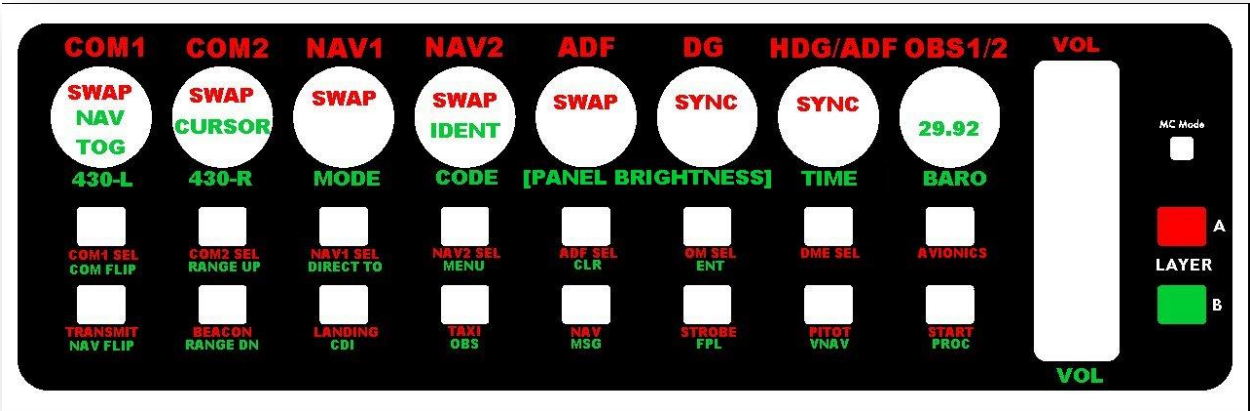 COM1 COM2 NAV1 NAV2 ADF DG HDG/ADF OBS1/2 VOL
SWAP SWAP SWAP SWAP SWAP SYNC SYNC
NAV CURSOR IDENT 29.92
TOG
MC Mode
430-L 430-R MODE CODE [PANEL BRIGHTNESS] TIME BARO
A
COM1 SEL COM2 SEL NAV1 SEL NAV2 SEL ADF SEL OM SEL DME SEL AVIONICS
COM FLIP RANGE UP DIRECT TO MENU CLR ENT
LAYER
B
TRANSMIT BEACON LANDING TAXI NAV STROBE PITOT START
NAV FLIP RANGE DN CDI OBS MSG FPL VNAV PROC
VOL